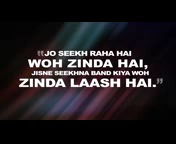 "JO SEEKH RAHA HAI
WOH ZINDA HAI,
JISNE SEEKHNA BAND KIYA WOH
ZINDA LAASH HAI."